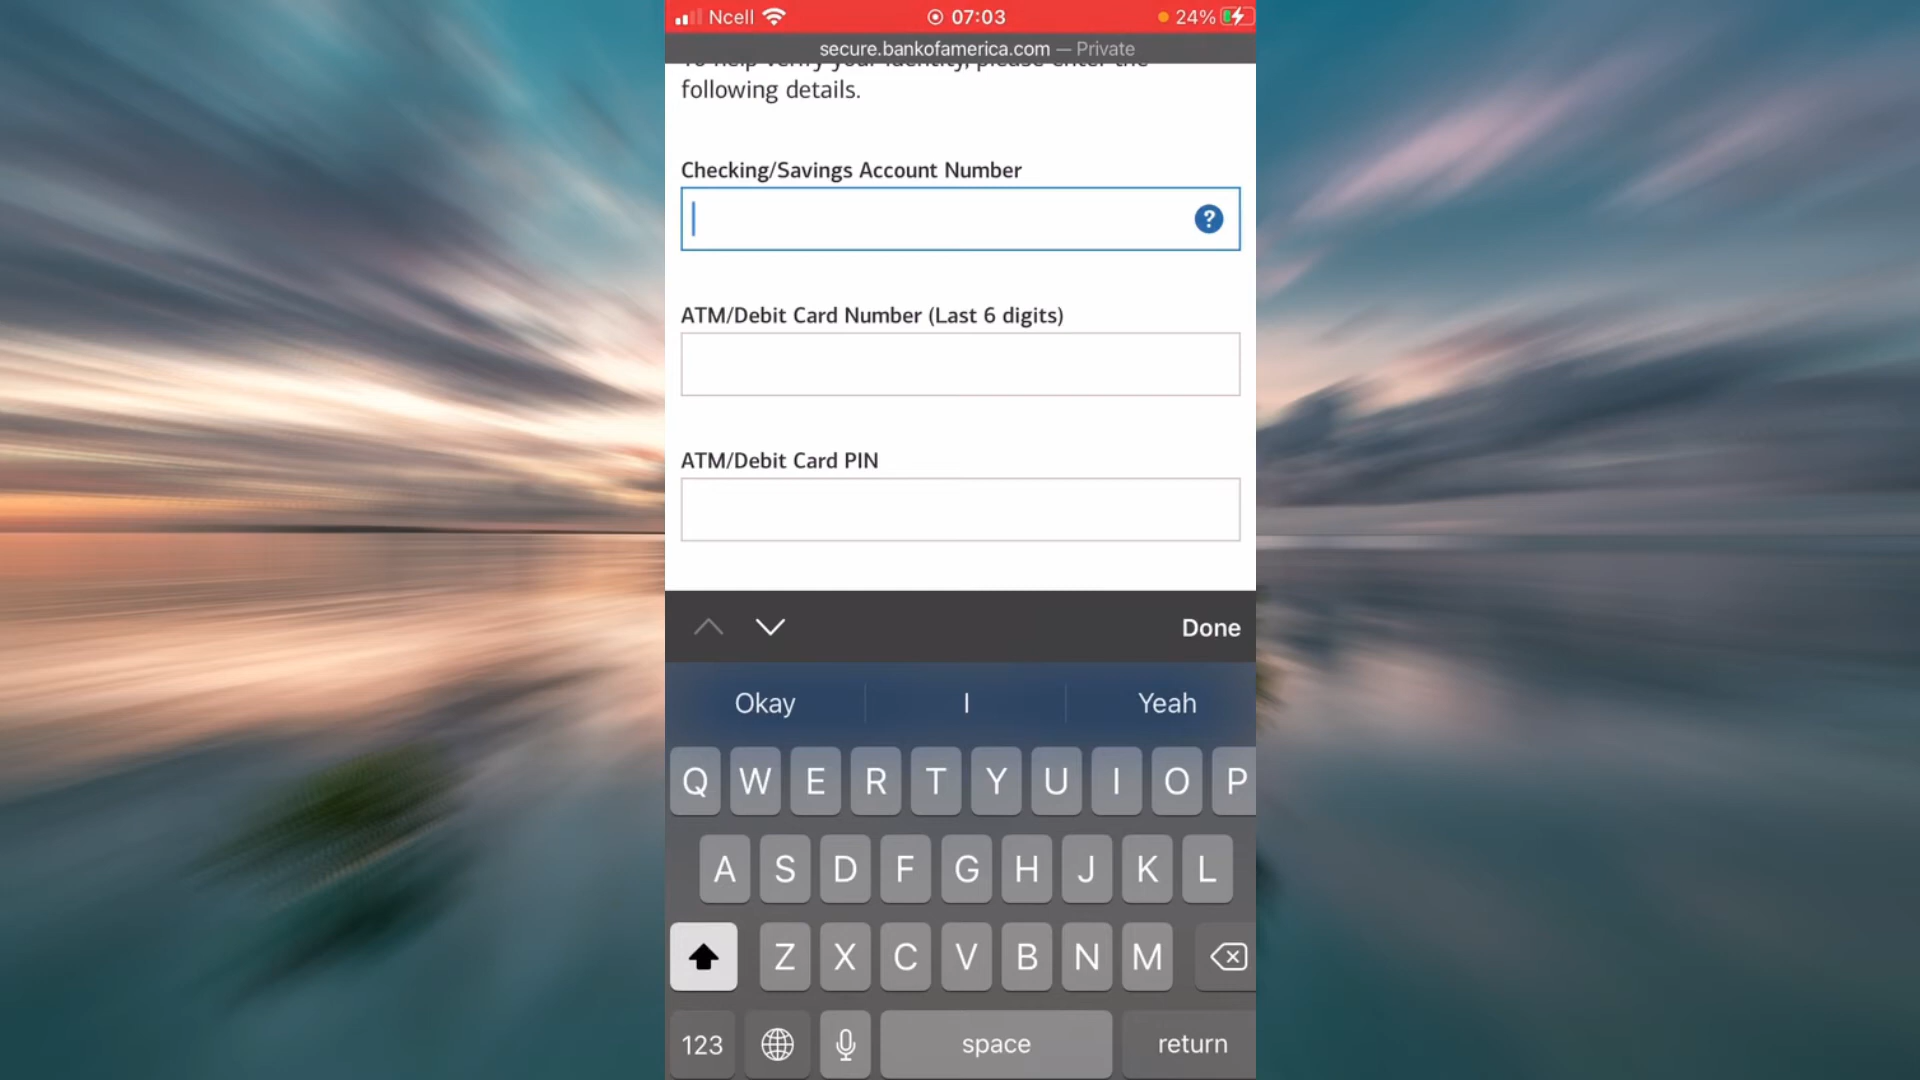 Ncell 07:03 24%
secure.bankofamerica.com — Private
To help verify your identity, please enter the
following details.
Checking/Savings Account Number
?
ATM/Debit Card Number (Last 6 digits)
ATM/Debit Card PIN
Done
Okay I Yeah
Q W E R T Y U I O P
A S D F G H J K L
Z X C V B N M
123 space return